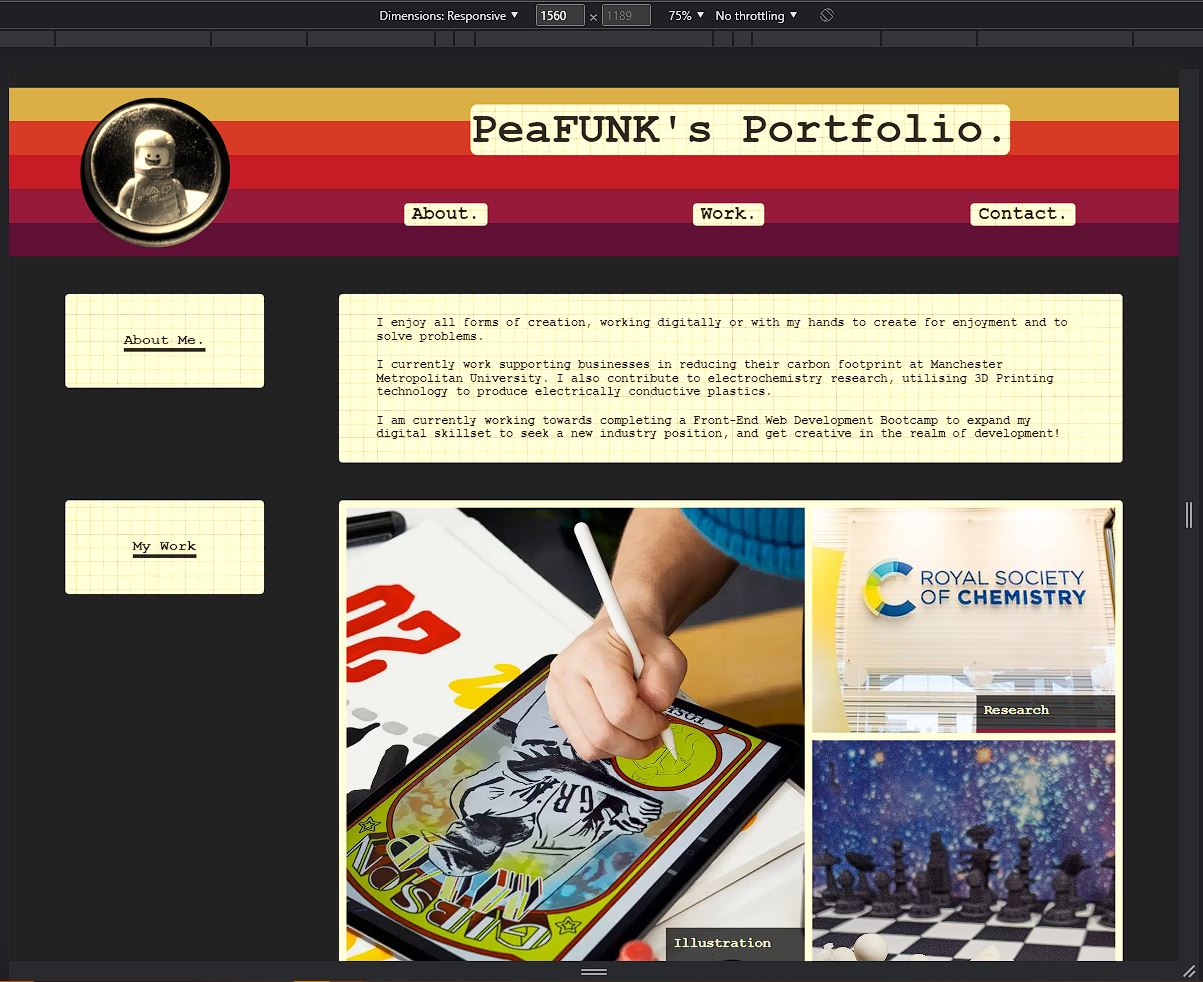 Dimensions: Responsive ▼ 1560 × 1189 75% ▼ No throttling ▼
PeaFUNK's Portfolio.
About. Work. Contact.
About Me.
I enjoy all forms of creation, working digitally or with my hands to create for enjoyment and to
solve problems.
I currently work supporting businesses in reducing their carbon footprint at Manchester
Metropolitan University. I also contribute to electrochemistry research, utilising 3D Printing
technology to produce electrically conductive plastics.
I am currently working towards completing a Front-End Web Development Bootcamp to expand my
digital skillset to seek a new industry position, and get creative in the realm of development!
My Work
ROYAL SOCIETY
OF CHEMISTRY
Research
GIBSON
Illustration